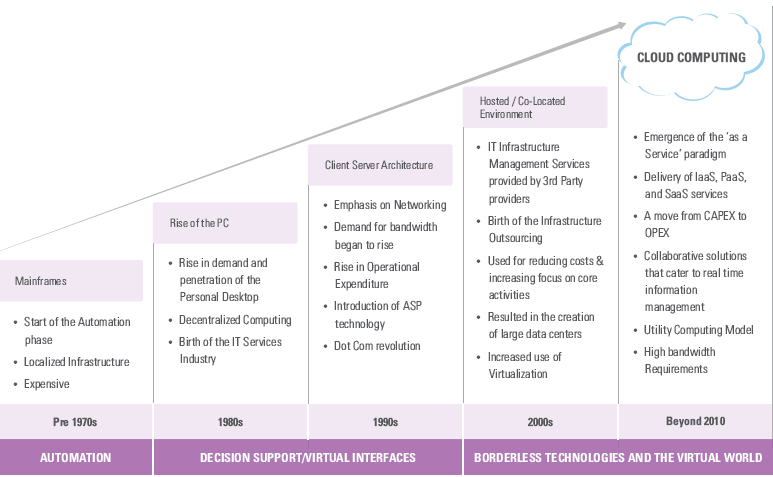 CLOUD COMPUTING
Hosted / Co-Located
Environment
Client Server Architecture
Rise of the PC
Mainframes
• Start of the Automation
phase
• Localized Infrastructure
• Expensive
• Rise in demand and
penetration of the
Personal Desktop
• Decentralized Computing
• Birth of the IT Services
Industry
• Emphasis on Networking
• Demand for bandwidth
began to rise
• Rise in Operational
Expenditure
• Introduction of ASP
technology
• Dot Com revolution
• IT Infrastructure
Management Services
provided by 3rd Party
providers
• Birth of the Infrastructure
Outsourcing
• Used for reducing costs &
increasing focus on core
activities
• Resulted in the creation
of large data centers
• Increased use of
Virtualization
• Emergence of the ‘as a
Service’ paradigm
• Delivery of IaaS, PaaS,
and SaaS services
• A move from CAPEX to
OPEX
• Collaborative solutions
that cater to real time
information
management
• Utility Computing Model
• High bandwidth
Requirements
Pre 1970s
1980s
1990s
2000s
Beyond 2010
AUTOMATION
DECISION SUPPORT/VIRTUAL INTERFACES
BORDERLESS TECHNOLOGIES AND THE VIRTUAL WORLD